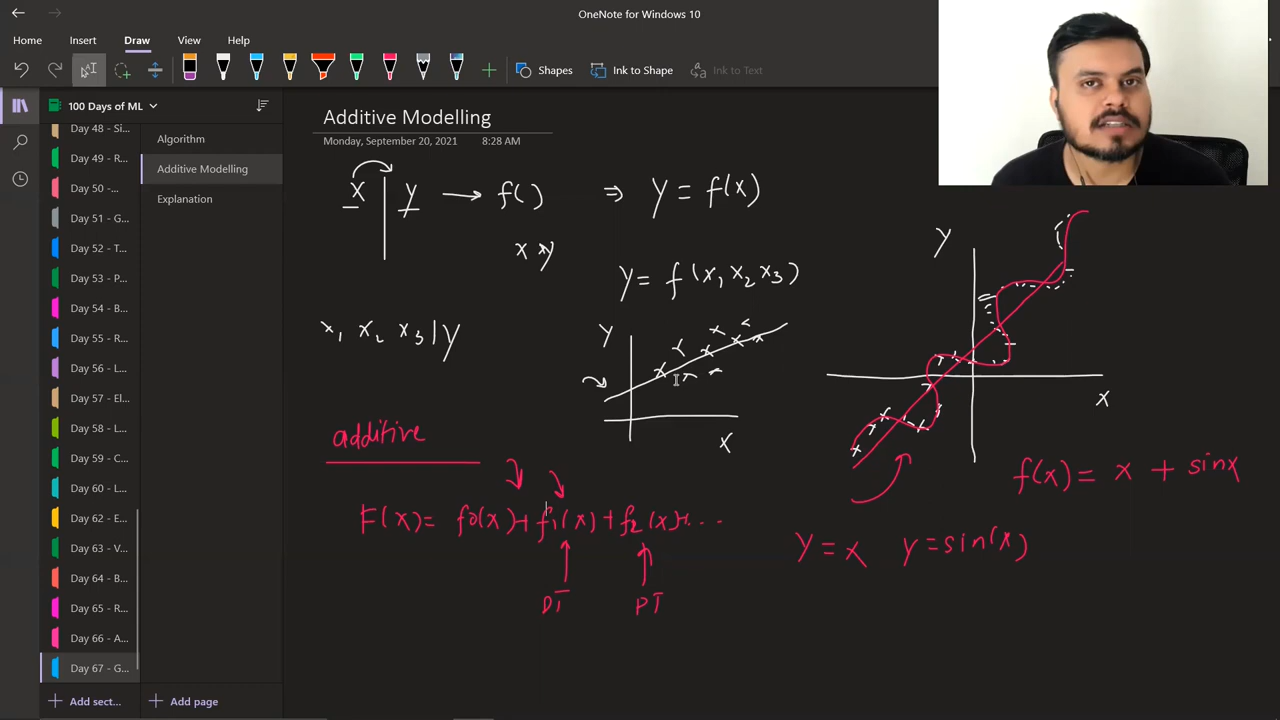 OneNote for Windows 10
Home Insert Draw View Help
Shapes Ink to Shape Ink to Text
100 Days of ML
Day 48 - Si...
Day 49 - R...
Day 50 -...
Day 51 - G...
Day 52 - T...
Day 53 - P...
Day 54 - B...
Day 55 - R...
Day 56 - L...
Day 57 - El...
Day 58 - L...
Day 59 - C...
Day 60 - L...
Day 62 - E...
Day 63 - V...
Day 64 - B...
Day 65 - R...
Day 66 - A...
Day 67 - G...
Add sect...
Algorithm
Additive Modelling
Explanation
Add page
Additive Modelling
Monday, September 20, 2021 8:28 AM
x | y → f() ⇒ y = f(x)
x xy
y = f(x1 x2 x3)
x1 x2 x3 | y
y
x
y
x
additive
F(x) = f0(x) + f1(x) + f2(x) + ...
DT PT
f(x) = x + sinx
y = x y = sin(x)